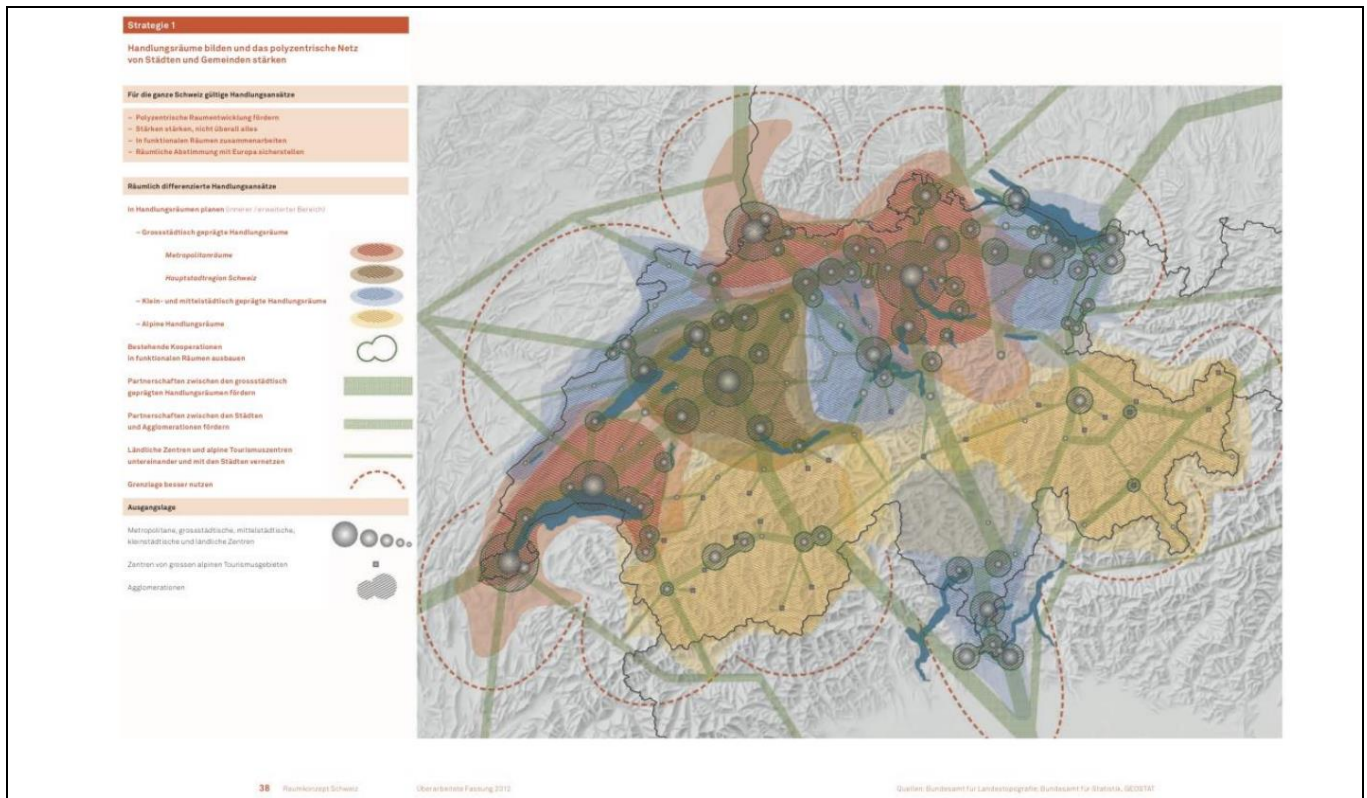 Strategie 1
Handlungsräume bilden und das polyzentrische Netz
von Städten und Gemeinden stärken
Für die ganze Schweiz gültige Handlungsansätze
– Polyzentrische Raumentwicklung fördern
– Stärken stärken, nicht überall alles
– In funktionalen Räumen zusammenarbeiten
– Räumliche Abstimmung mit Europa sicherstellen
Räumlich differenzierte Handlungsansätze
In Handlungsräumen planen (innerer / erweiterter Bereich)
– Grossstädtisch geprägte Handlungsräume
Metropolitanräume
Hauptstadtregion Schweiz
– Klein- und mittelstädtisch geprägte Handlungsräume
– Alpine Handlungsräume
Bestehende Kooperationen
in funktionalen Räumen ausbauen
Partnerschaften zwischen den grossstädtisch
geprägten Handlungsräumen fördern
Partnerschaften zwischen den Städten
und Agglomerationen fördern
Ländliche Zentren und alpine Tourismuszentren
untereinander und mit den Städten vernetzen
Grenzlage besser nutzen
Ausgangslage
Metropolitane, grossstädtische, mittelstädtische,
kleinstädtische und ländliche Zentren
Zentren von grossen alpinen Tourismusgebieten
Agglomerationen
38 Raumkonzept Schweiz Überarbeitete Fassung 2012 Quellen: Bundesamt für Landestopografie; Bundesamt für Statistik, GEOSTAT